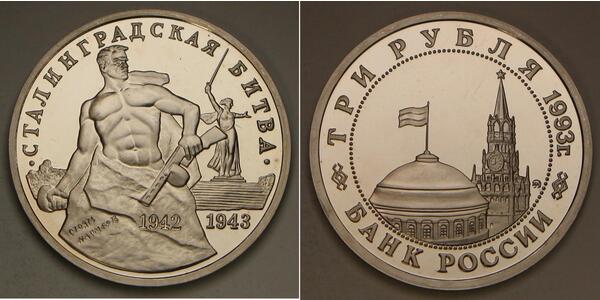 · СТАЛИНГРАДСКАЯ БИТВА ·
1942 1943
ТРИ РУБЛЯ 1993г.
БАНК РОССИИ